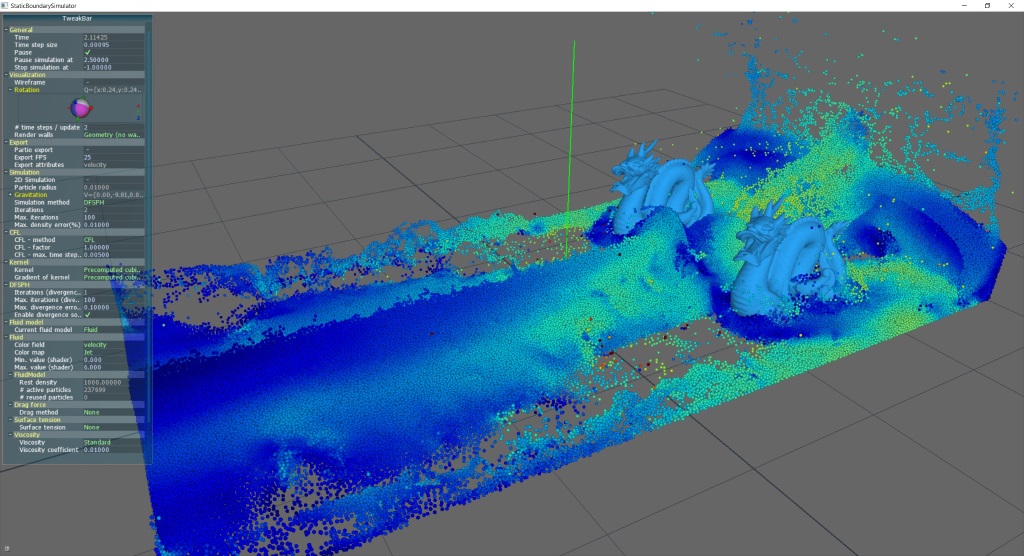 StaticBoundarySimulator
TweakBar
General
Time 2.11425
Time step size 0.00095
Pause
Pause simulation at 2.50000
Stop simulation at -1.00000
Visualization
Wireframe -
Rotation Q={x:0.24,y:0.24..
# time steps / update 2
Render walls Geometry (no wa..
Export
Partio export -
Export FPS 25
Export attributes velocity
Simulation
2D Simulation -
Particle radius 0.01000
Gravitation V={0.00,-9.81,0.0..
Simulation method DFSPH
Iterations 2
Max. iterations 100
Max. density error(%) 0.01000
CFL
CFL - method CFL
CFL - factor 1.00000
CFL - max. time step.. 0.00500
Kernel
Kernel Precomputed cubi..
Gradient of kernel Precomputed cubi..
DFSPH
Iterations (divergenc.. 1
Max. iterations (dive.. 100
Max. divergence erro.. 0.10000
Enable divergence so..
Fluid model
Current fluid model Fluid
Fluid
Color field velocity
Color map Jet
Min. value (shader) 0.000
Max. value (shader) 6.000
FluidModel
Rest density 1000.00000
# active particles 237699
# reused particles 0
Drag force
Drag method None
Surface tension
Surface tension None
Viscosity
Viscosity Standard
Viscosity coefficient 0.01000